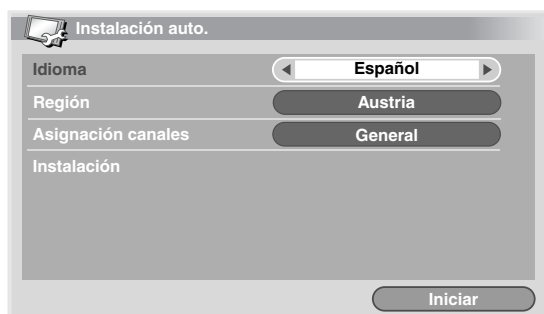 Instalación auto.
Idioma Español
Región Austria
Asignación canales General
Instalación
Iniciar